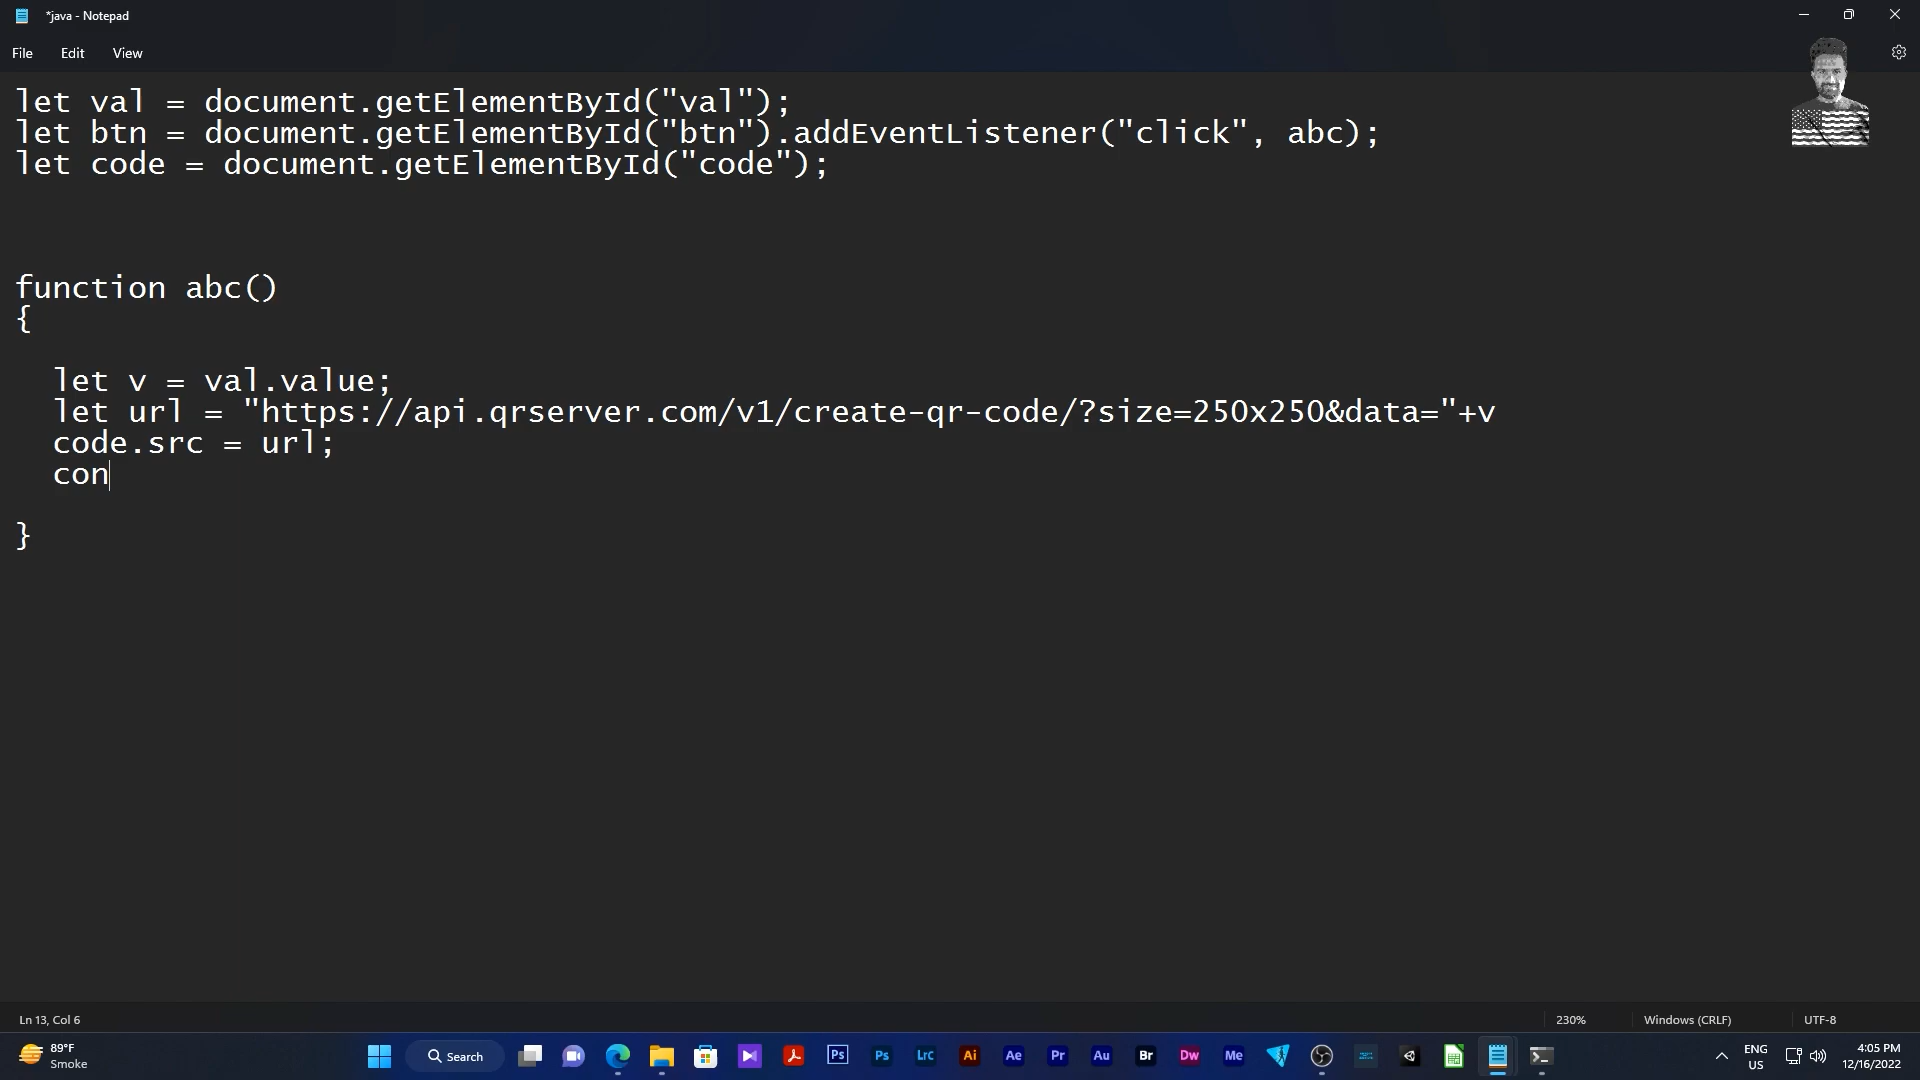 *java - Notepad
File Edit View
let val = document.getElementById("val");
let btn = document.getElementById("btn").addEventListener("click", abc);
let code = document.getElementById("code");
function abc()
{
let v = val.value;
let url = "https://api.qrserver.com/v1/create-qr-code/?size=250x250&data="+v
code.src = url;
con
}
Ln 13, Col 6
230%
Windows (CRLF)
UTF-8
89°F
Smoke
Search
Ps
Ps
LrC
Ai
Ae
Pr
Au
Br
Dw
Me
ENG
US
4:05 PM
12/16/2022